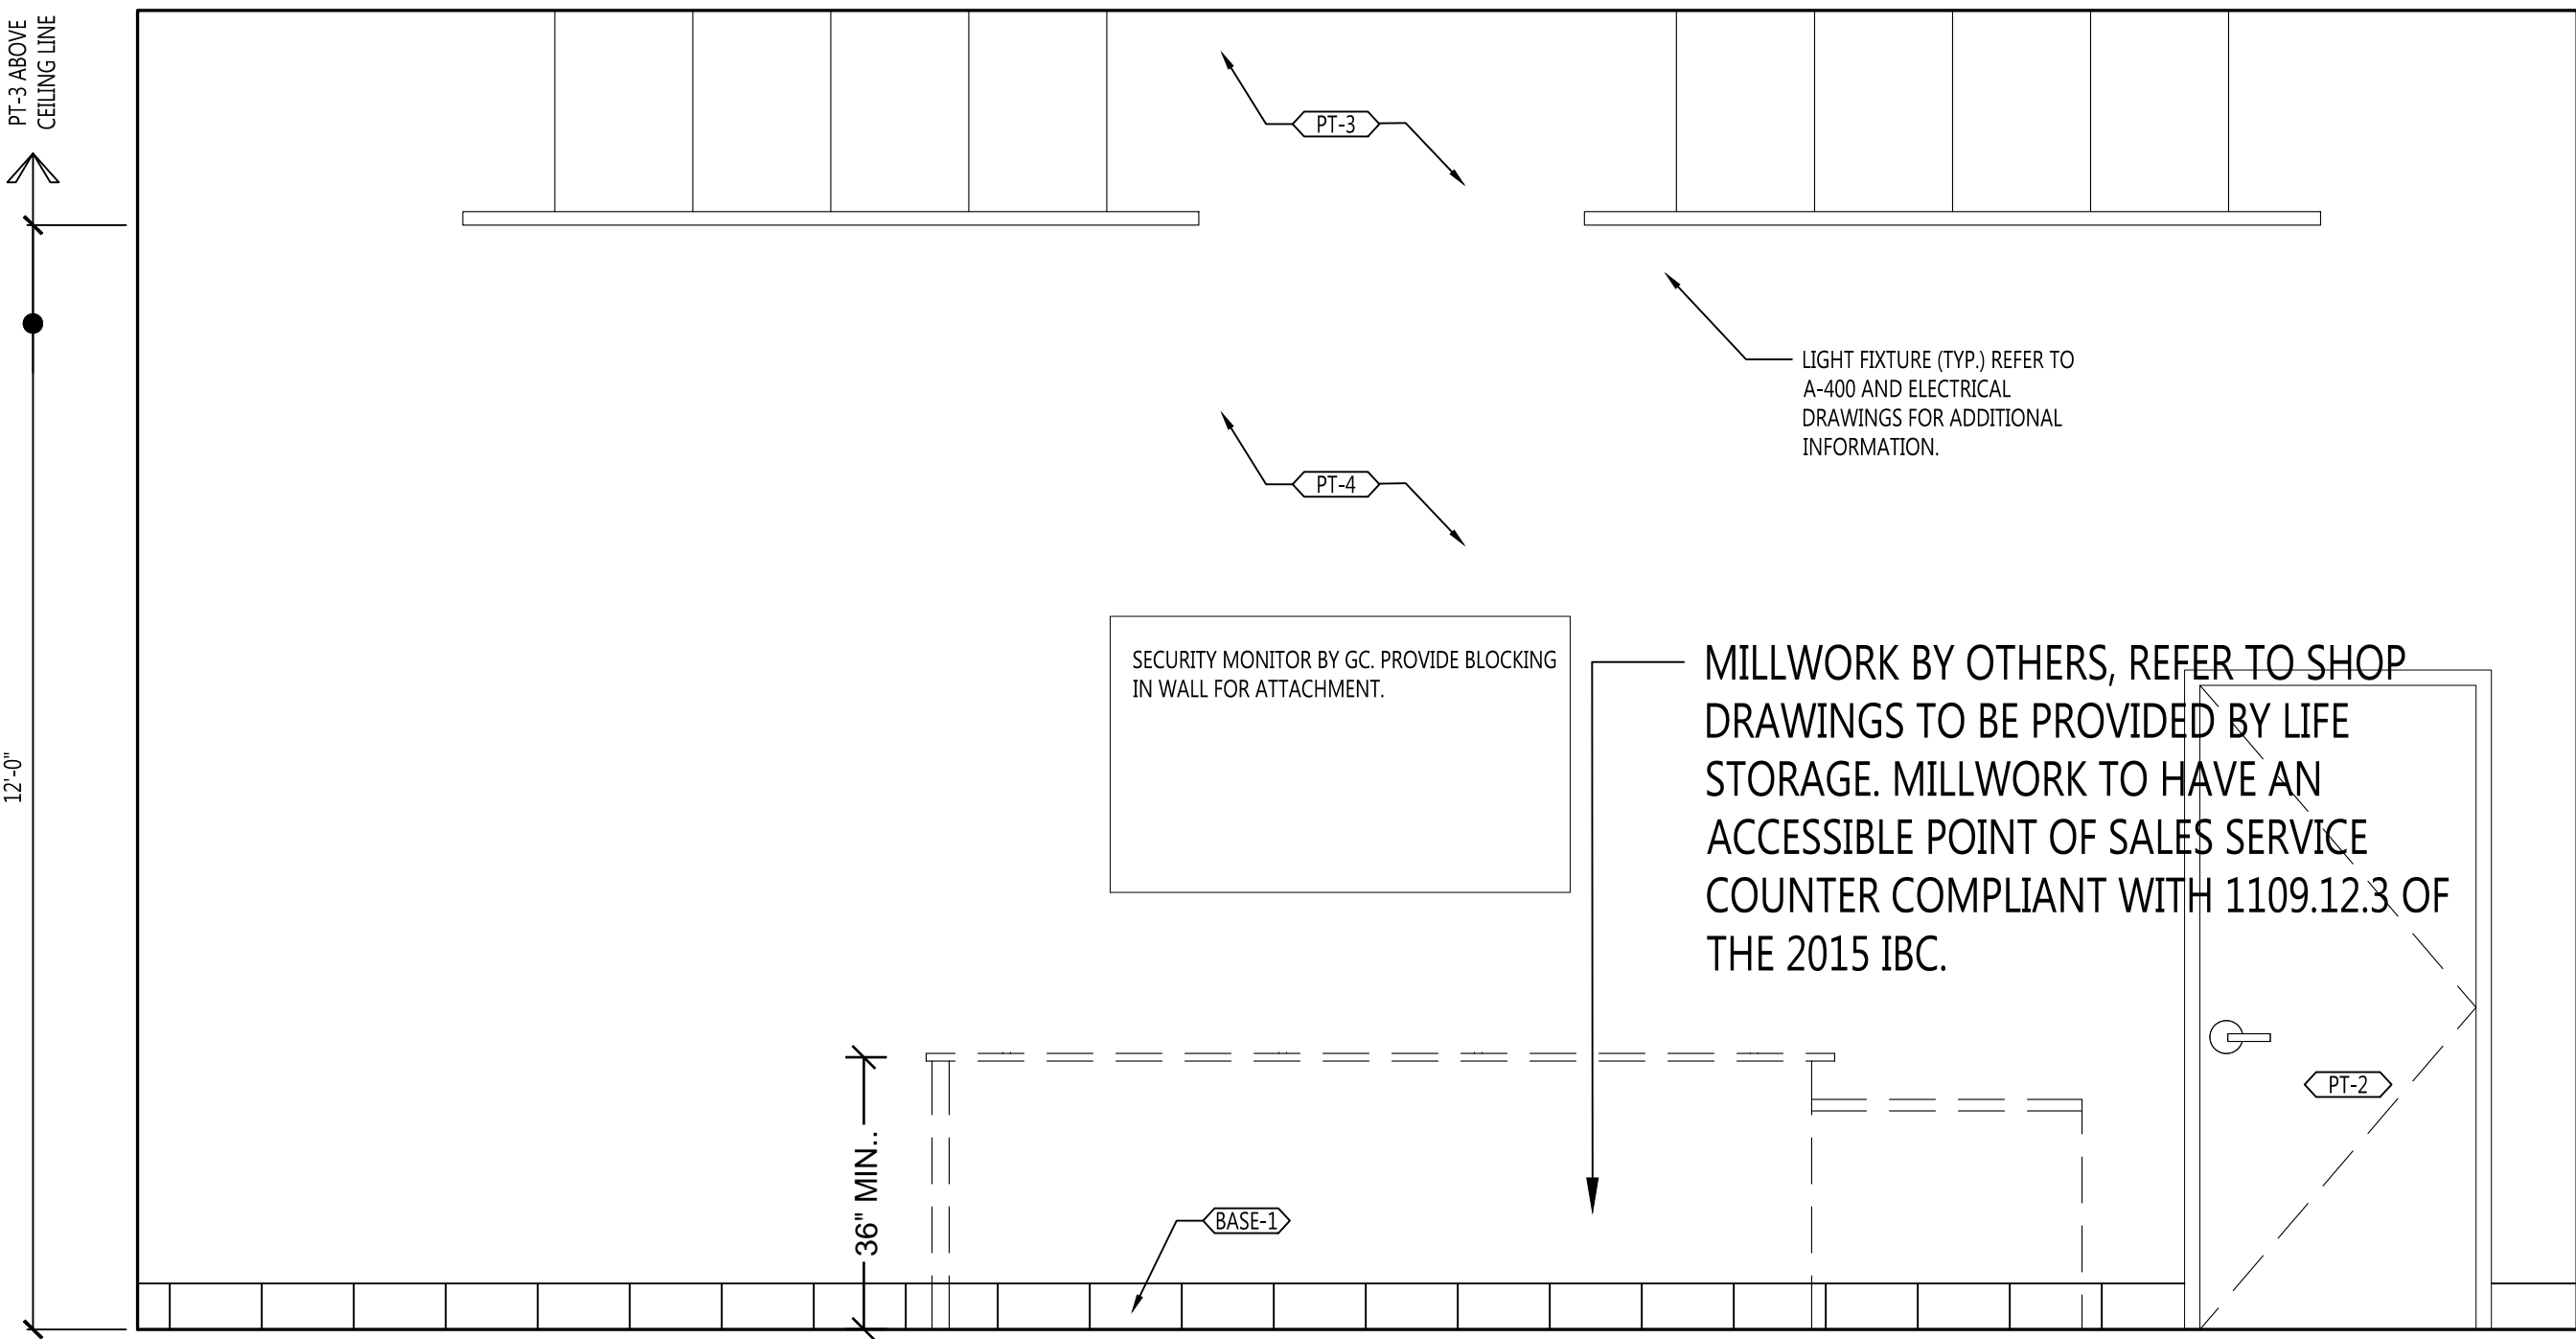 PT-3 ABOVE
CEILING LINE
PT-3
LIGHT FIXTURE (TYP.) REFER TO
A-400 AND ELECTRICAL
DRAWINGS FOR ADDITIONAL
INFORMATION.
PT-4
SECURITY MONITOR BY GC. PROVIDE BLOCKING
IN WALL FOR ATTACHMENT.
MILLWORK BY OTHERS, REFER TO SHOP
DRAWINGS TO BE PROVIDED BY LIFE
STORAGE. MILLWORK TO HAVE AN
ACCESSIBLE POINT OF SALES SERVICE
COUNTER COMPLIANT WITH 1109.12.3 OF
THE 2015 IBC.
12'-0"
PT-2
36" MIN..
BASE-1